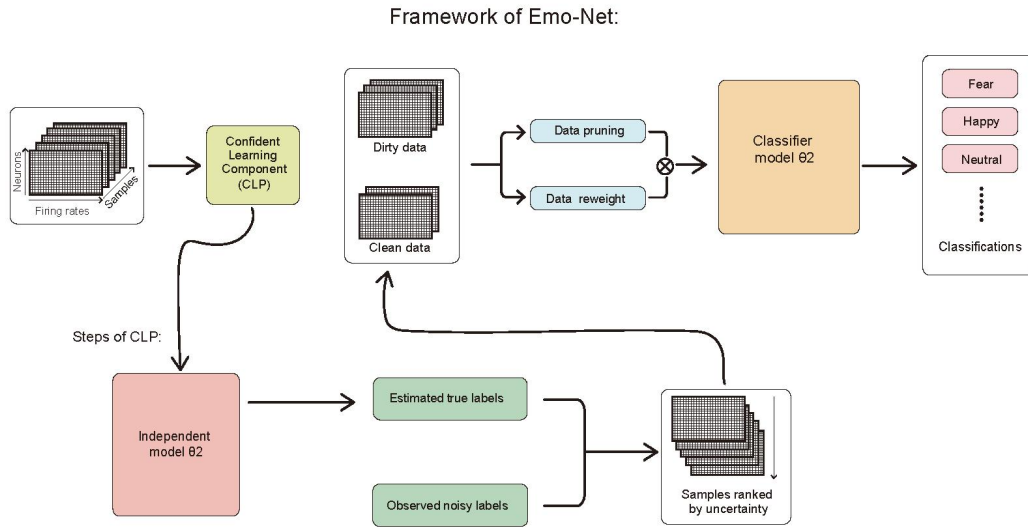 Framework of Emo-Net:
Neurons
Firing rates
Samples
Confident
Learning
Component
(CLP)
Dirty data
Clean data
Data pruning
Data reweight
Classifier
model θ2
Fear
Happy
Neutral
Classifications
Steps of CLP:
Independent
model θ2
Estimated true labels
Observed noisy labels
Samples ranked
by uncertainty